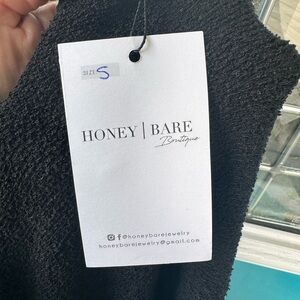 SIZE: S
HONEY | BARE
Boutique
@honeybarejewelry
honeybarejewelry@gmail.com